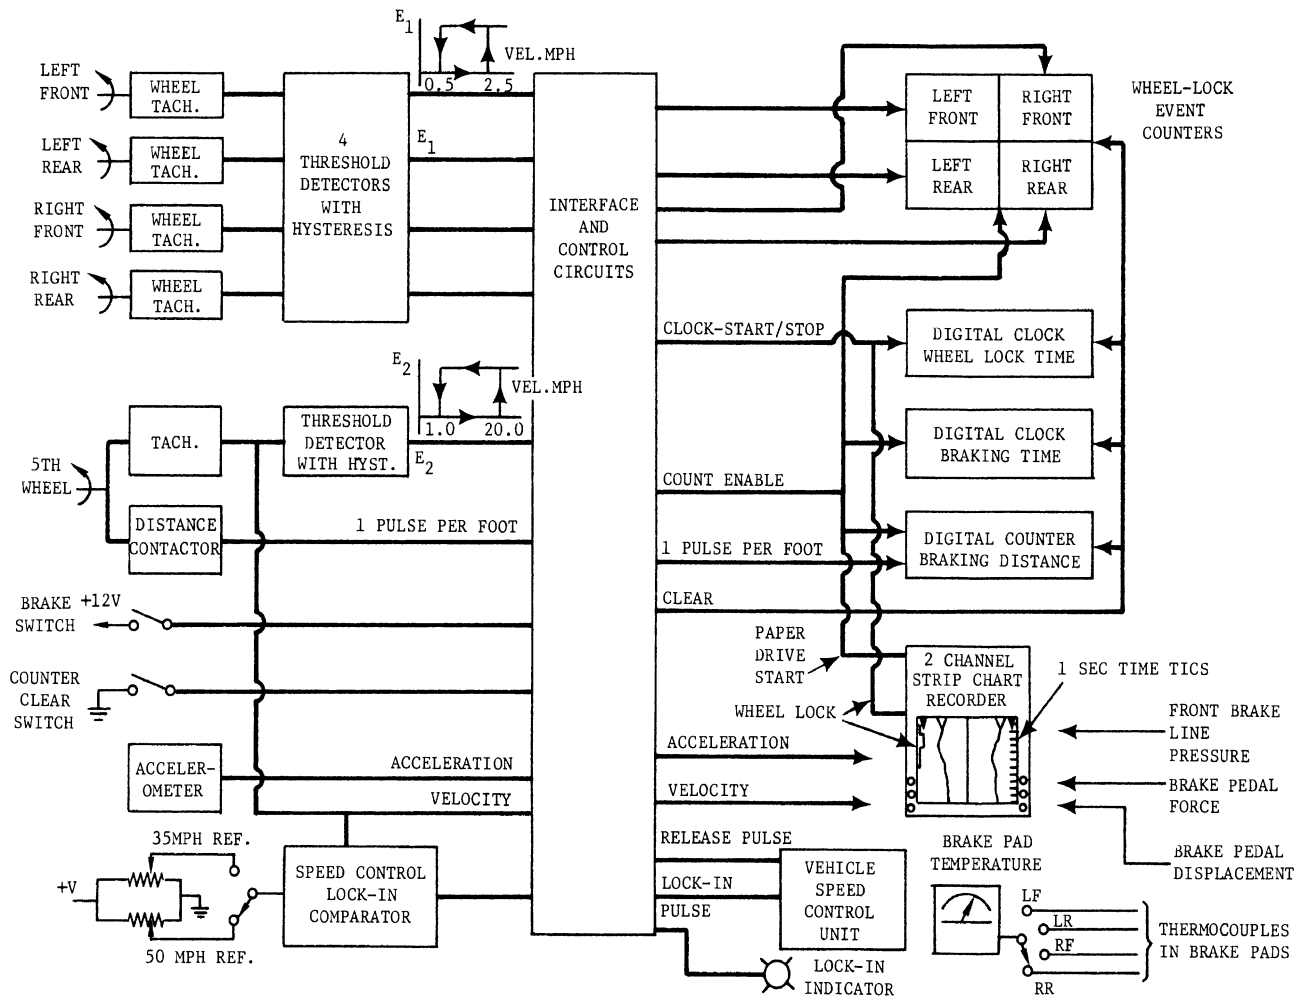 LEFT
FRONT
LEFT
REAR
RIGHT
FRONT
RIGHT
REAR
WHEEL
TACH.
WHEEL
TACH.
WHEEL
TACH.
WHEEL
TACH.
4
THRESHOLD
DETECTORS
WITH
HYSTERESIS
E1
VEL.MPH
0.5 2.5
E1
INTERFACE
AND
CONTROL
CIRCUITS
LEFT
FRONT
RIGHT
FRONT
LEFT
REAR
RIGHT
REAR
WHEEL-LOCK
EVENT
COUNTERS
E2
VEL.MPH
1.0 20.0
E2
5TH
WHEEL
TACH.
THRESHOLD
DETECTOR
WITH HYST.
DISTANCE
CONTACTOR
1 PULSE PER FOOT
BRAKE +12V
SWITCH
COUNTER
CLEAR
SWITCH
ACCELER-
OMETER
ACCELERATION
VELOCITY
35MPH REF.
+V
50 MPH REF.
SPEED CONTROL
LOCK-IN
COMPARATOR
CLOCK-START/STOP
DIGITAL CLOCK
WHEEL LOCK TIME
DIGITAL CLOCK
BRAKING TIME
COUNT ENABLE
DIGITAL COUNTER
BRAKING DISTANCE
1 PULSE PER FOOT
CLEAR
PAPER
DRIVE
START
2 CHANNEL
STRIP CHART
RECORDER
1 SEC TIME TICS
WHEEL LOCK
FRONT BRAKE
LINE
PRESSURE
ACCELERATION
VELOCITY
BRAKE PEDAL
FORCE
RELEASE PULSE
LOCK-IN
PULSE
VEHICLE
SPEED
CONTROL
UNIT
BRAKE PAD
TEMPERATURE
BRAKE PEDAL
DISPLACEMENT
LF
LR
RF
RR
THERMOCOUPLES
IN BRAKE PADS
LOCK-IN
INDICATOR